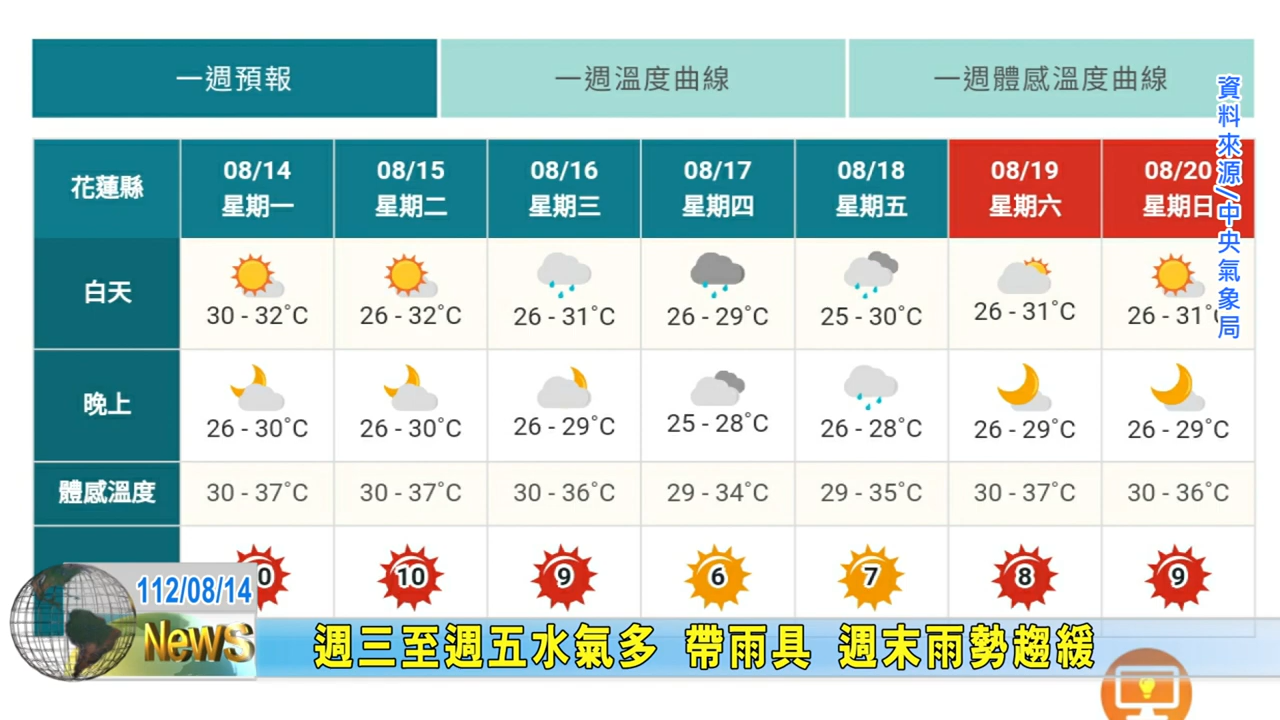 一週預報 一週溫度曲線 一週體感溫度曲線
資料來源/中央氣象局
花蓮縣 08/14 星期一 08/15 星期二 08/16 星期三 08/17 星期四 08/18 星期五 08/19 星期六 08/20 星期日
白天 30 - 32°C 26 - 32°C 26 - 31°C 26 - 29°C 25 - 30°C 26 - 31°C 26 - 31°C
晚上 26 - 30°C 26 - 30°C 26 - 29°C 25 - 28°C 26 - 28°C 26 - 29°C 26 - 29°C
體感溫度 30 - 37°C 30 - 37°C 30 - 36°C 29 - 34°C 29 - 35°C 30 - 37°C 30 - 36°C
10 9 6 7 8 9
112/08/14
News
週三至週五水氣多 帶雨具 週末雨勢趨緩